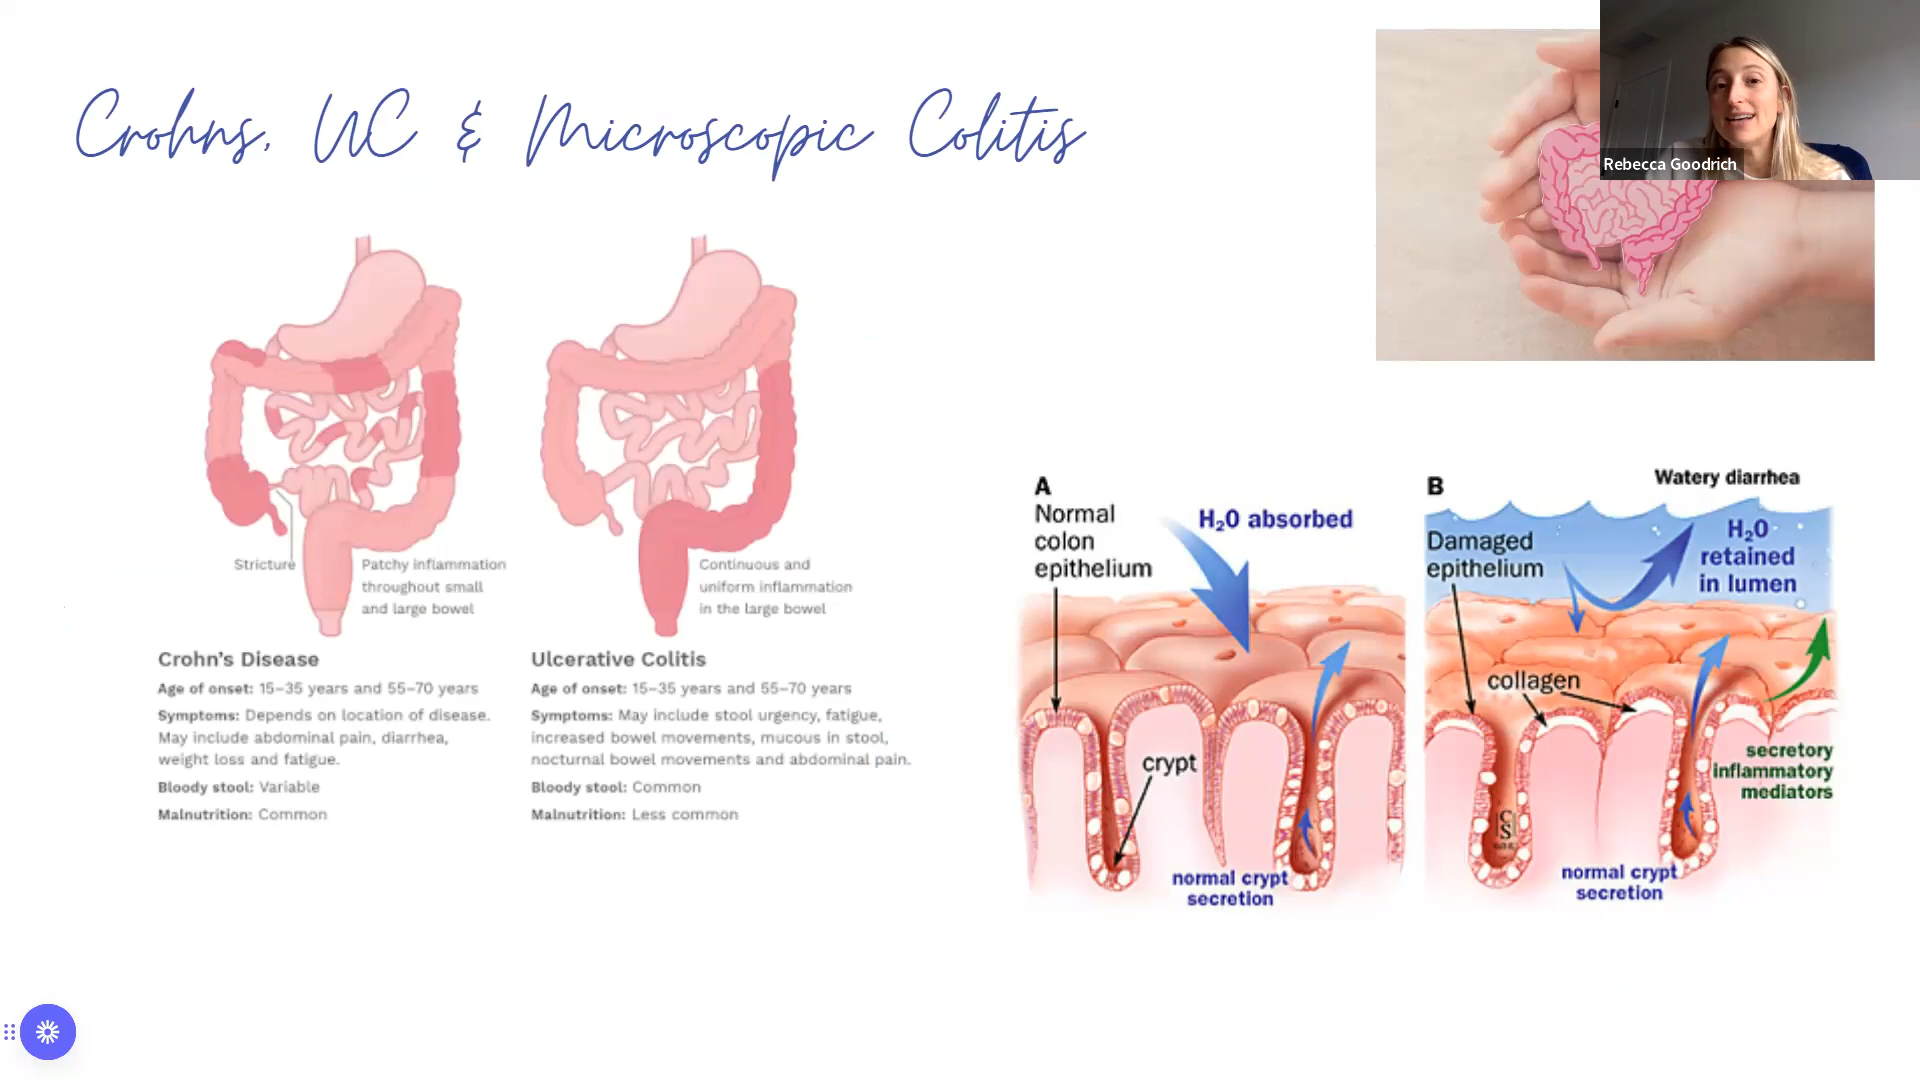 Crohns, UC & Microscopic Colitis
Rebecca Goodrich
Stricture
Patchy inflammation
throughout small
and large bowel
Continuous and
uniform inflammation
in the large bowel
Crohn's Disease
Age of onset: 15–35 years and 55–70 years
Symptoms: Depends on location of disease.
May include abdominal pain, diarrhea,
weight loss and fatigue.
Bloody stool: Variable
Malnutrition: Common
Ulcerative Colitis
Age of onset: 15–35 years and 55–70 years
Symptoms: May include stool urgency, fatigue,
increased bowel movements, mucous in stool,
nocturnal bowel movements and abdominal pain.
Bloody stool: Common
Malnutrition: Less common
A
Normal
colon
epithelium
H₂O absorbed
crypt
normal crypt
secretion
B
Watery diarrhea
Damaged
epithelium
H₂O
retained
in lumen
collagen
secretory
inflammatory
mediators
normal crypt
secretion